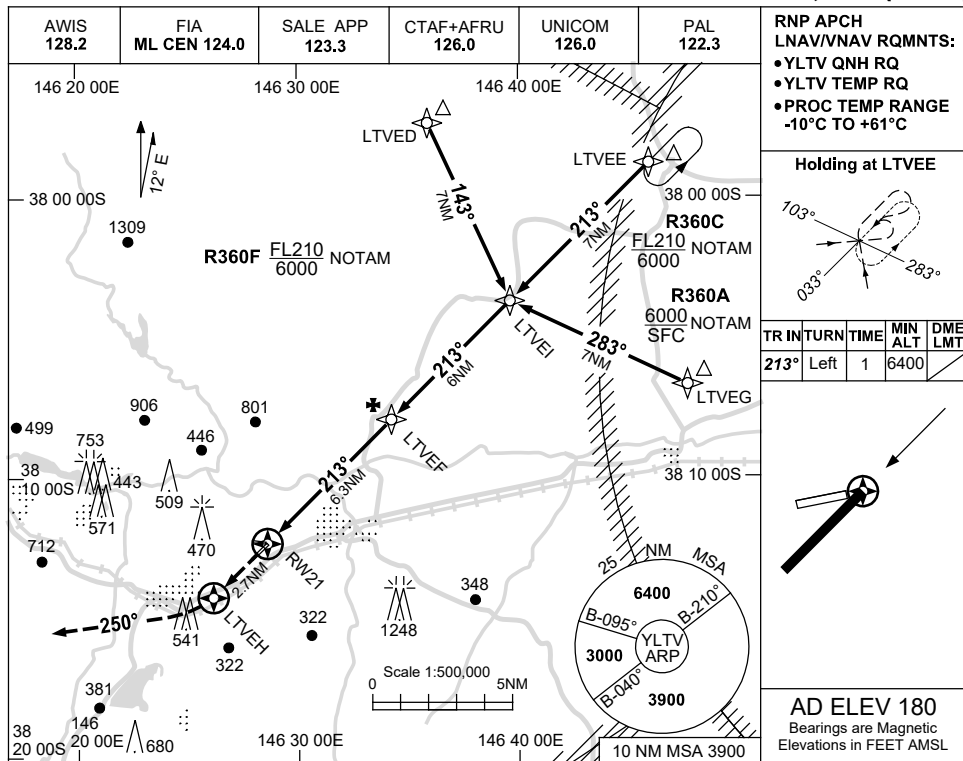 AWIS
128.2
FIA
ML CEN 124.0
SALE APP
123.3
CTAF+AFRU
126.0
UNICOM
126.0
PAL
122.3
RNP APCH
LNAV/VNAV RQMNTS:
•YLTV QNH RQ
•YLTV TEMP RQ
•PROC TEMP RANGE
-10°C TO +61°C
146 20 00E
146 30 00E
146 40 00E
LTVED
LTVEE
12° E
38 00 00S
38 00 00S
143°
7NM
213°
7NM
1309
R360F FL210 NOTAM
6000
R360C
FL210 NOTAM
6000
R360A
6000 NOTAM
SFC
LTVEI
283°
7NM
LTVEG
213°
6NM
LTVEF
Holding at LTVEE
103°
033°
283°
TR IN TURN TIME MIN ALT DME LMT
213° Left 1 6400
499
906
801
446
753
443
571
509
470
38
10 00S
38 10 00S
213°
6.3NM
712
RW21
2.7NM
LTVEH
250°
541
322
322
348
1248
381
680
Scale 1:500,000
0 5NM
25 NM MSA
6400
B-210°
B-095°
YLTV
ARP
3000
B-040°
3900
10 NM MSA 3900
146
20 00E
38
20 00S
146 30 00E
146 40 00E
AD ELEV 180
Bearings are Magnetic
Elevations in FEET AMSL